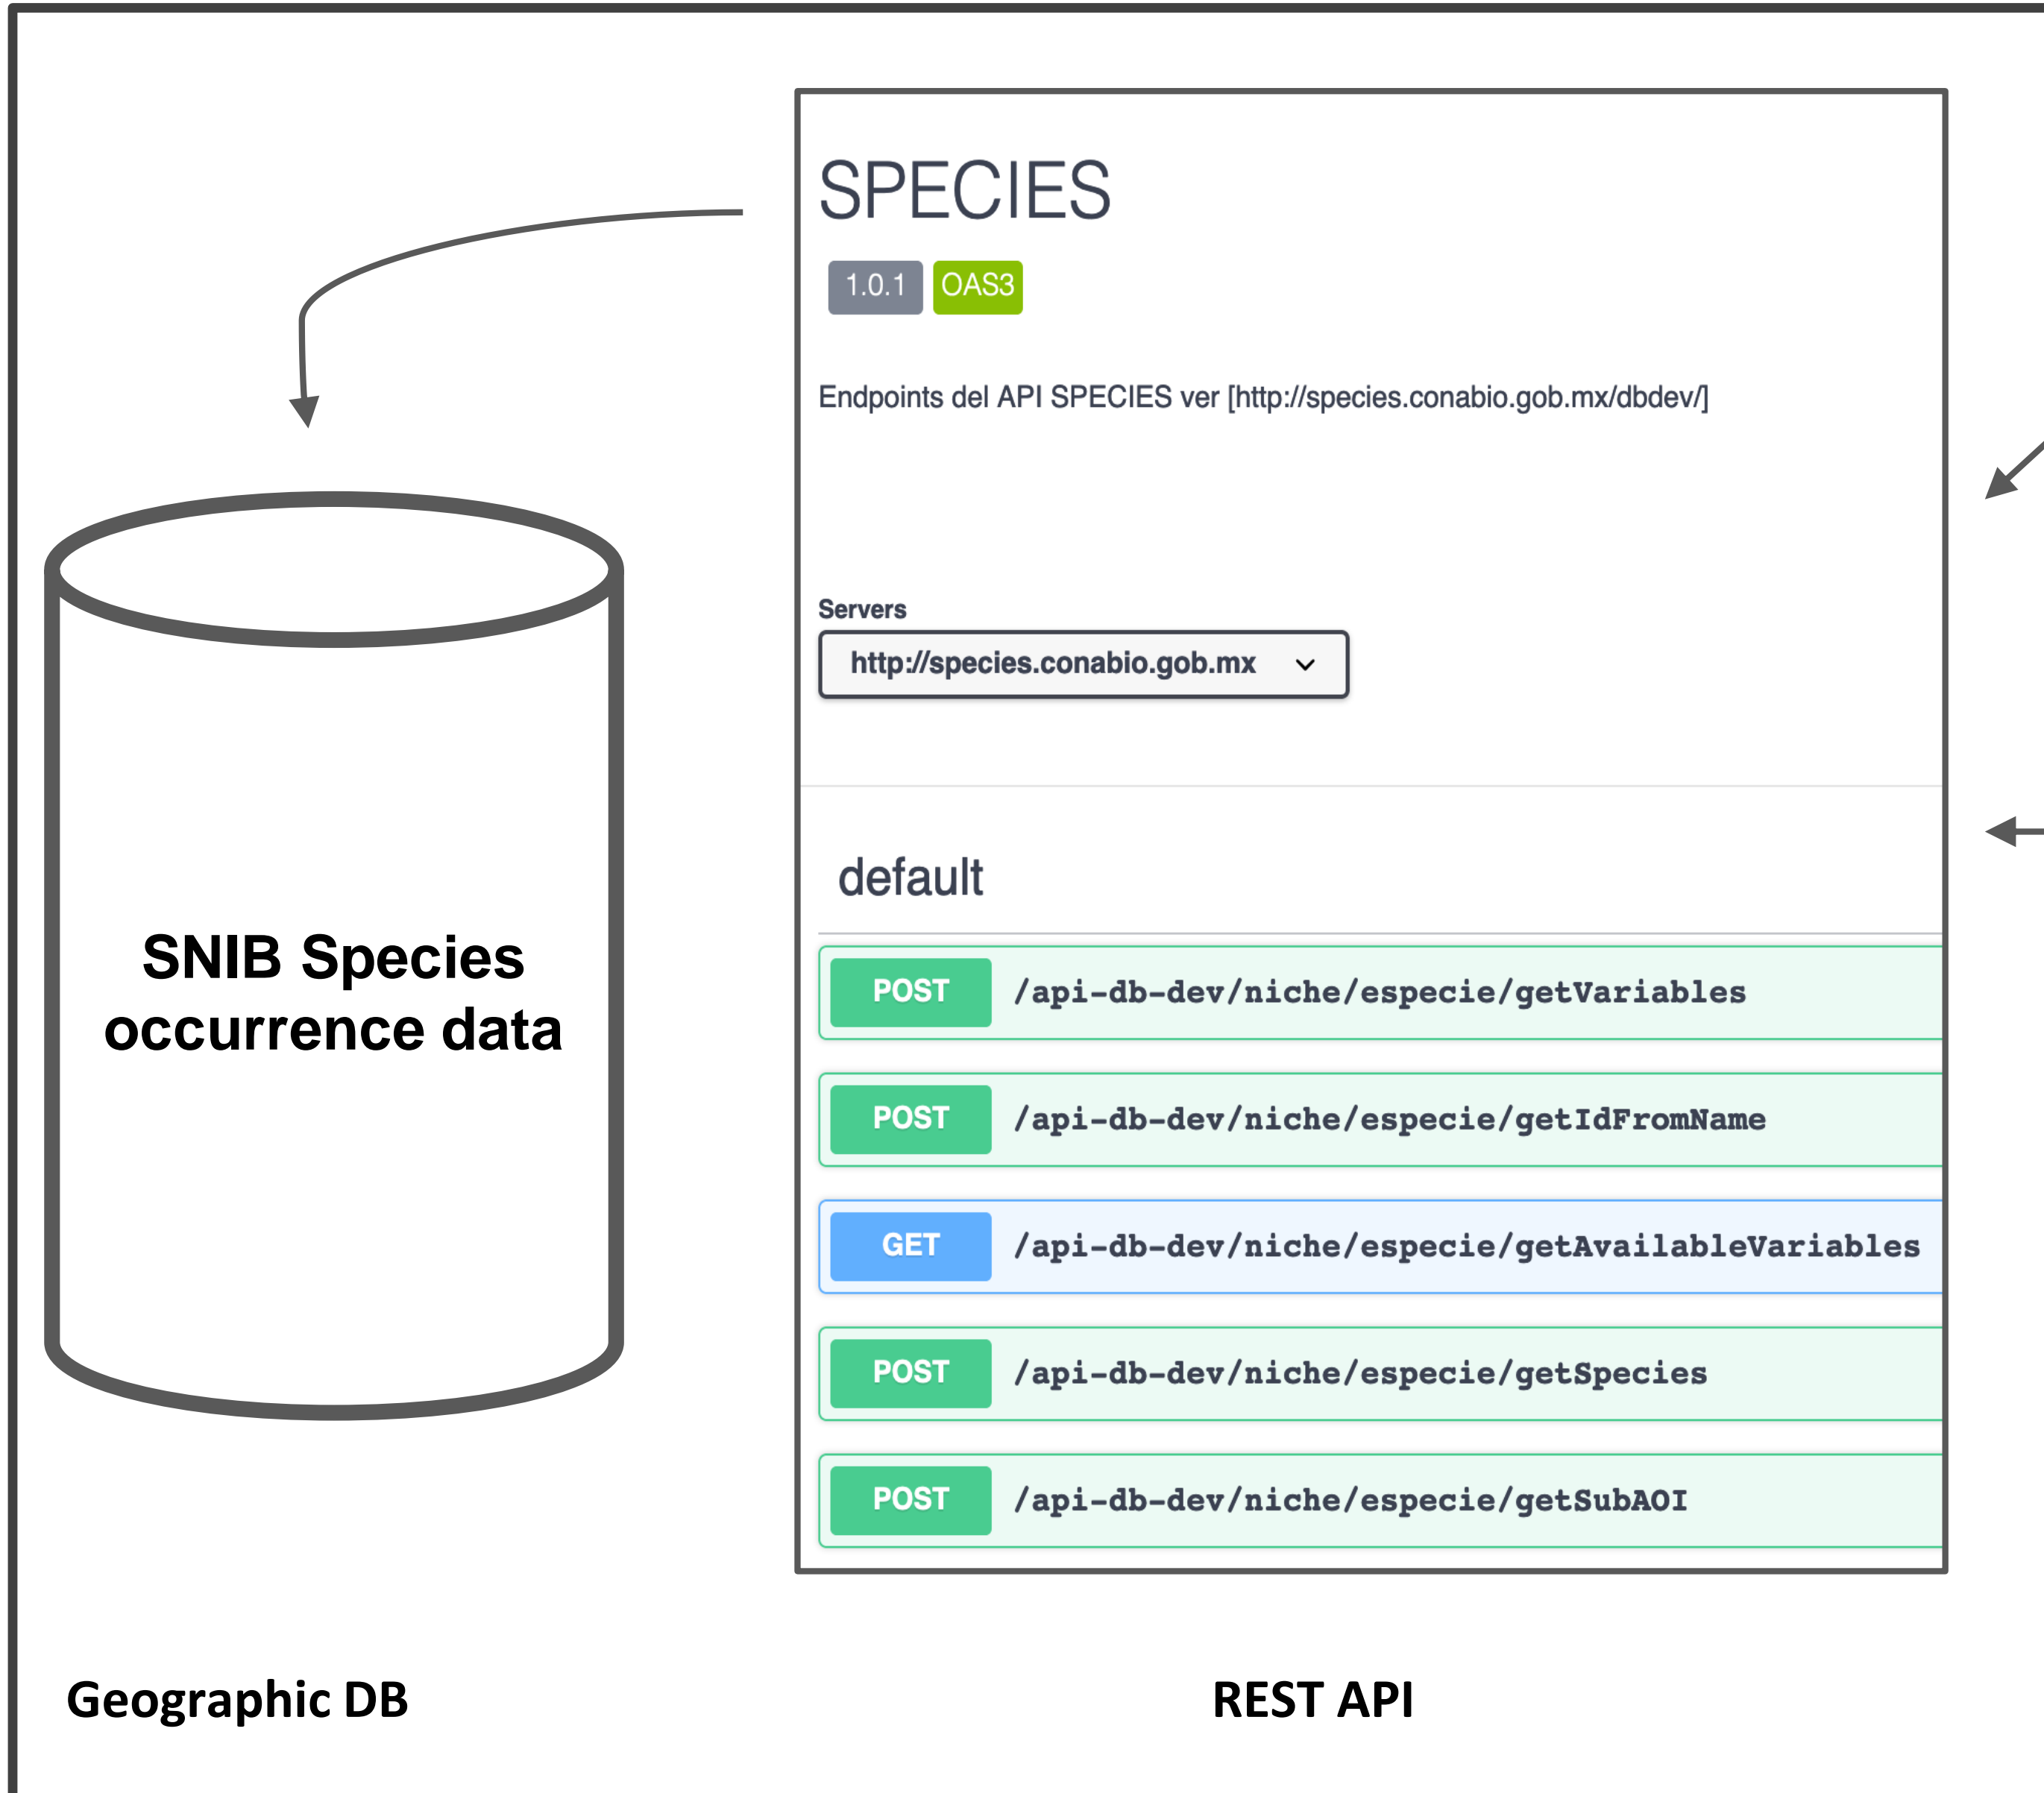 SPECIES
1.0.1 OAS3
Endpoints del API SPECIES ver [http://species.conabio.gob.mx/dbdev/]
Servers
http://species.conabio.gob.mx
default
POST /api-db-dev/niche/especie/getVariables
POST /api-db-dev/niche/especie/getIdFromName
GET /api-db-dev/niche/especie/getAvailableVariables
POST /api-db-dev/niche/especie/getSpecies
POST /api-db-dev/niche/especie/getSubAOI
SNIB Species
occurrence data
Geographic DB
REST API